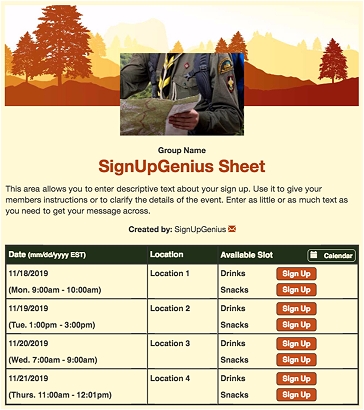 Group Name
SignUpGenius Sheet
This area allows you to enter descriptive text about your sign up. Use it to give your
members instructions or to clarify the details of the event. Enter as little or as much text as
you need to get your message across.
Created by: SignUpGenius
Date (mm/dd/yyyy EST) Location Available Slot Calendar
11/18/2019 Location 1 Drinks Sign Up
(Mon. 9:00am - 10:00am) Snacks Sign Up
11/19/2019 Location 2 Drinks Sign Up
(Tue. 1:00pm - 3:00pm) Snacks Sign Up
11/20/2019 Location 3 Drinks Sign Up
(Wed. 7:00am - 9:00am) Snacks Sign Up
11/21/2019 Location 4 Drinks Sign Up
(Thurs. 11:00am - 12:01pm) Snacks Sign Up